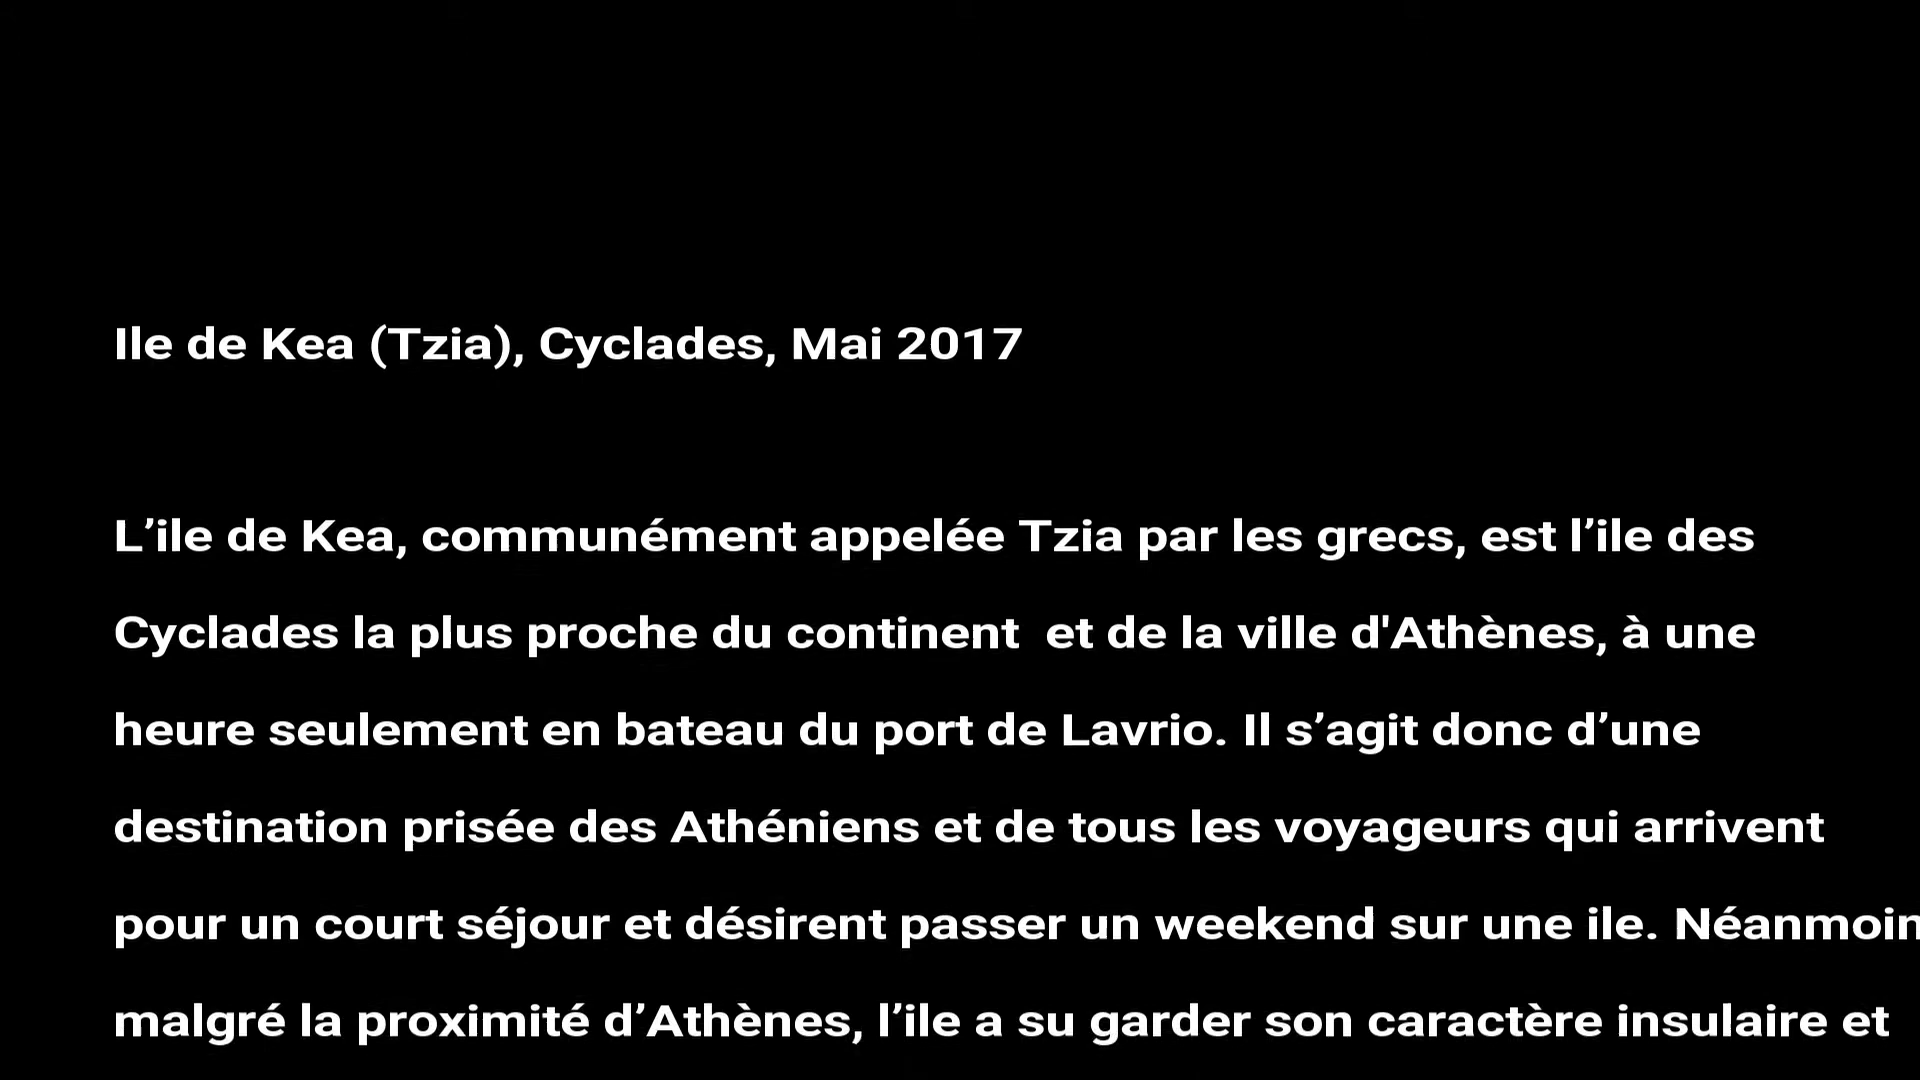 Ile de Kea (Tzia), Cyclades, Mai 2017
L’ile de Kea, communément appelée Tzia par les grecs, est l’ile des
Cyclades la plus proche du continent  et de la ville d'Athènes, à une
heure seulement en bateau du port de Lavrio. Il s’agit donc d’une
destination prisée des Athéniens et de tous les voyageurs qui arrivent
pour un court séjour et désirent passer un weekend sur une ile. Néanmoin
malgré la proximité d’Athènes, l’ile a su garder son caractère insulaire et